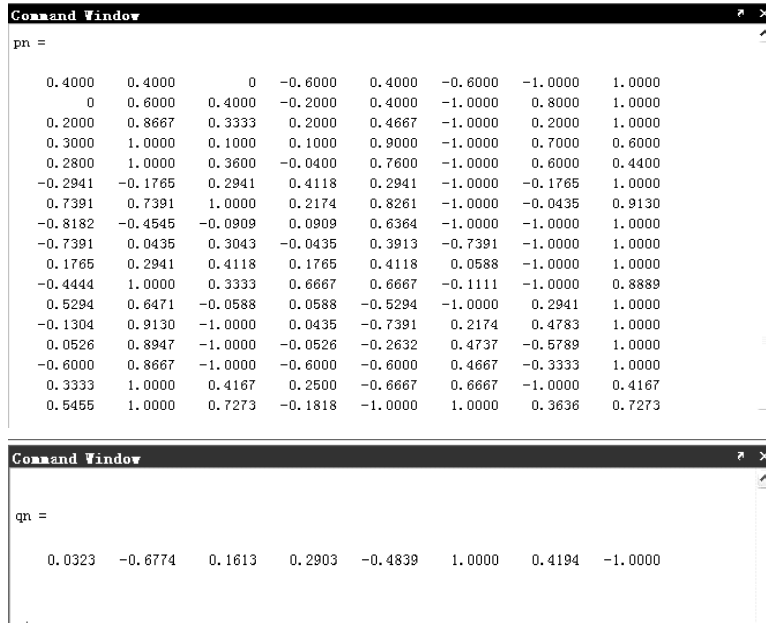 Command Window
pn =
0.4000 0.4000 0 -0.6000 0.4000 -0.6000 -1.0000 1.0000
0 0.6000 0.4000 -0.2000 0.4000 -1.0000 0.8000 1.0000
0.2000 0.8667 0.3333 0.2000 0.4667 -1.0000 0.2000 1.0000
0.3000 1.0000 0.1000 0.1000 0.9000 -1.0000 0.7000 0.6000
0.2800 1.0000 0.3600 -0.0400 0.7600 -1.0000 0.6000 0.4400
-0.2941 -0.1765 0.2941 0.4118 0.2941 -1.0000 -0.1765 1.0000
0.7391 0.7391 1.0000 0.2174 0.8261 -1.0000 -0.0435 0.9130
-0.8182 -0.4545 -0.0909 0.0909 0.6364 -1.0000 -1.0000 1.0000
-0.7391 0.0435 0.3043 -0.0435 0.3913 -0.7391 -1.0000 1.0000
0.1765 0.2941 0.4118 0.1765 0.4118 0.0588 -1.0000 1.0000
-0.4444 1.0000 0.3333 0.6667 0.6667 -0.1111 -1.0000 0.8889
0.5294 0.6471 -0.0588 0.0588 -0.5294 -1.0000 0.2941 1.0000
-0.1304 0.9130 -1.0000 0.0435 -0.7391 0.2174 0.4783 1.0000
0.0526 0.8947 -1.0000 -0.0526 -0.2632 0.4737 -0.5789 1.0000
-0.6000 0.8667 -1.0000 -0.6000 -0.6000 0.4667 -0.3333 1.0000
0.3333 1.0000 0.4167 0.2500 -0.6667 0.6667 -1.0000 0.4167
0.5455 1.0000 0.7273 -0.1818 -1.0000 1.0000 0.3636 0.7273
Command Window
qn =
0.0323 -0.6774 0.1613 0.2903 -0.4839 1.0000 0.4194 -1.0000